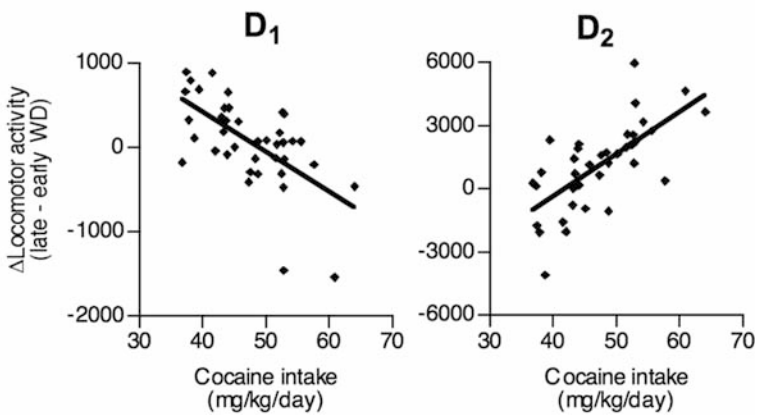 D1
D2
ΔLocomotor activity
(late - early WD)
1000
0
-1000
-2000
30 40 50 60 70
Cocaine intake
(mg/kg/day)
6000
3000
0
-3000
-6000
30 40 50 60 70
Cocaine intake
(mg/kg/day)